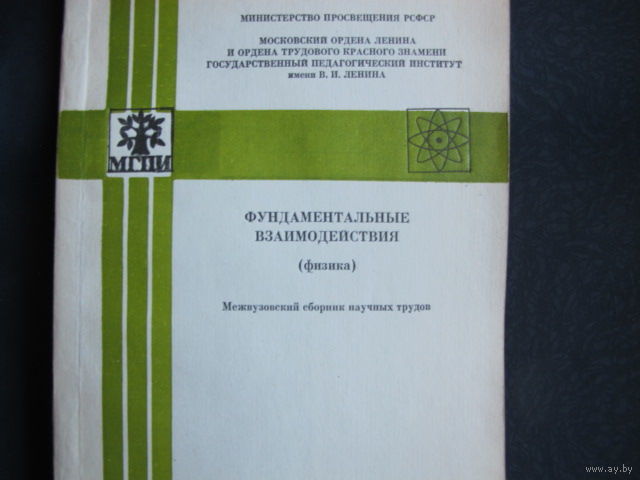 МИНИСТЕРСТВО ПРОСВЕЩЕНИЯ РСФСР
МОСКОВСКИЙ ОРДЕНА ЛЕНИНА
И ОРДЕНА ТРУДОВОГО КРАСНОГО ЗНАМЕНИ
ГОСУДАРСТВЕННЫЙ ПЕДАГОГИЧЕСКИЙ ИНСТИТУТ
имени В. И. ЛЕНИНА
МГПИ
ФУНДАМЕНТАЛЬНЫЕ
ВЗАИМОДЕЙСТВИЯ
(физика)
Межвузовский сборник научных трудов
www.ay.by